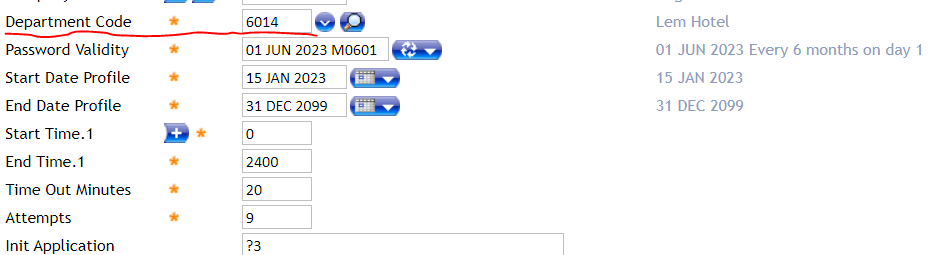 Department Code * 6014 Lem Hotel
Password Validity * 01 JUN 2023 M0601 01 JUN 2023 Every 6 months on day 1
Start Date Profile * 15 JAN 2023 15 JAN 2023
End Date Profile * 31 DEC 2099 31 DEC 2099
Start Time.1 + * 0
End Time.1 * 2400
Time Out Minutes * 20
Attempts * 9
Init Application ?3